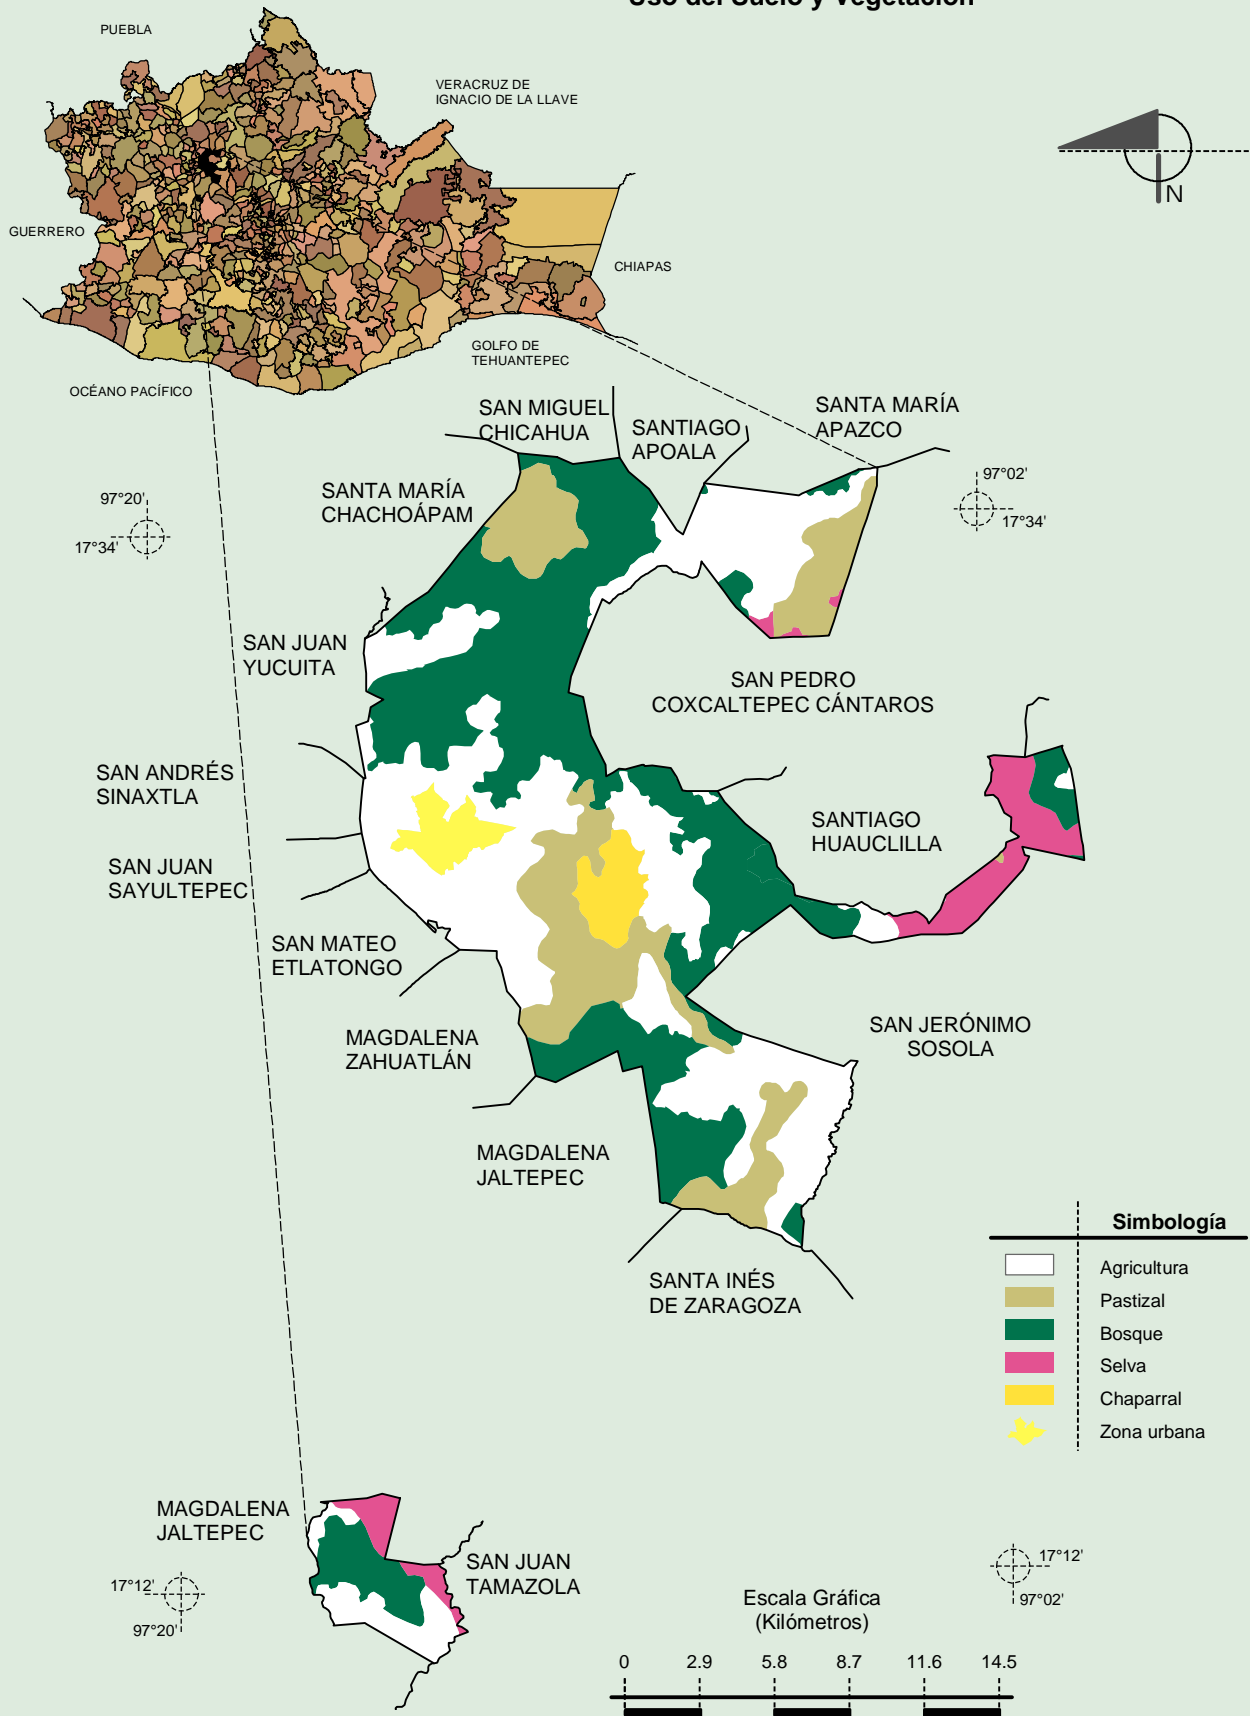 Uso del Suelo y Vegetación
PUEBLA
VERACRUZ DE
IGNACIO DE LA LLAVE
N
GUERRERO
CHIAPAS
GOLFO DE
TEHUANTEPEC
OCÉANO PACÍFICO
SAN MIGUEL
CHICAHUA
SANTIAGO
APOALA
SANTA MARÍA
APAZCO
97°20'
17°34'
SANTA MARÍA
CHACHOÁPAM
97°02'
17°34'
SAN JUAN
YUCUITA
SAN PEDRO
COXCALTEPEC CÁNTAROS
SAN ANDRÉS
SINAXTLA
SANTIAGO
HUAUCLILLA
SAN JUAN
SAYULTEPEC
SAN MATEO
ETLATONGO
SAN JERÓNIMO
SOSOLA
MAGDALENA
ZAHUATLÁN
MAGDALENA
JALTEPEC
SANTA INÉS
DE ZARAGOZA
Simbología
Agricultura
Pastizal
Bosque
Selva
Chaparral
Zona urbana
MAGDALENA
JALTEPEC
SAN JUAN
TAMAZOLA
17°12'
97°20'
17°12'
97°02'
Escala Gráfica
(Kilómetros)
0 2.9 5.8 8.7 11.6 14.5